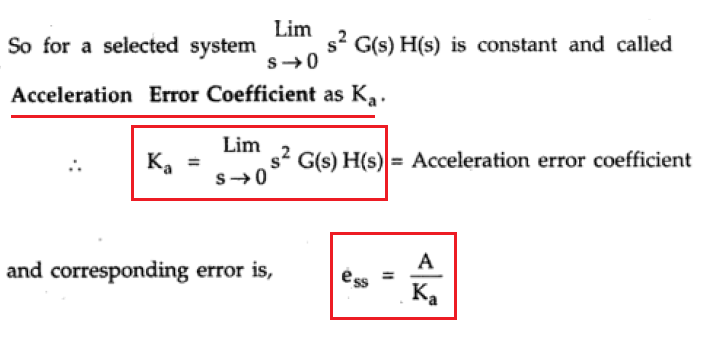 So for a selected system Lim s→0 s² G(s) H(s) is constant and called
Acceleration Error Coefficient as Kₐ.
∴ Kₐ = Lim s→0 s² G(s) H(s) = Acceleration error coefficient
and corresponding error is, eₛₛ = A / Kₐ